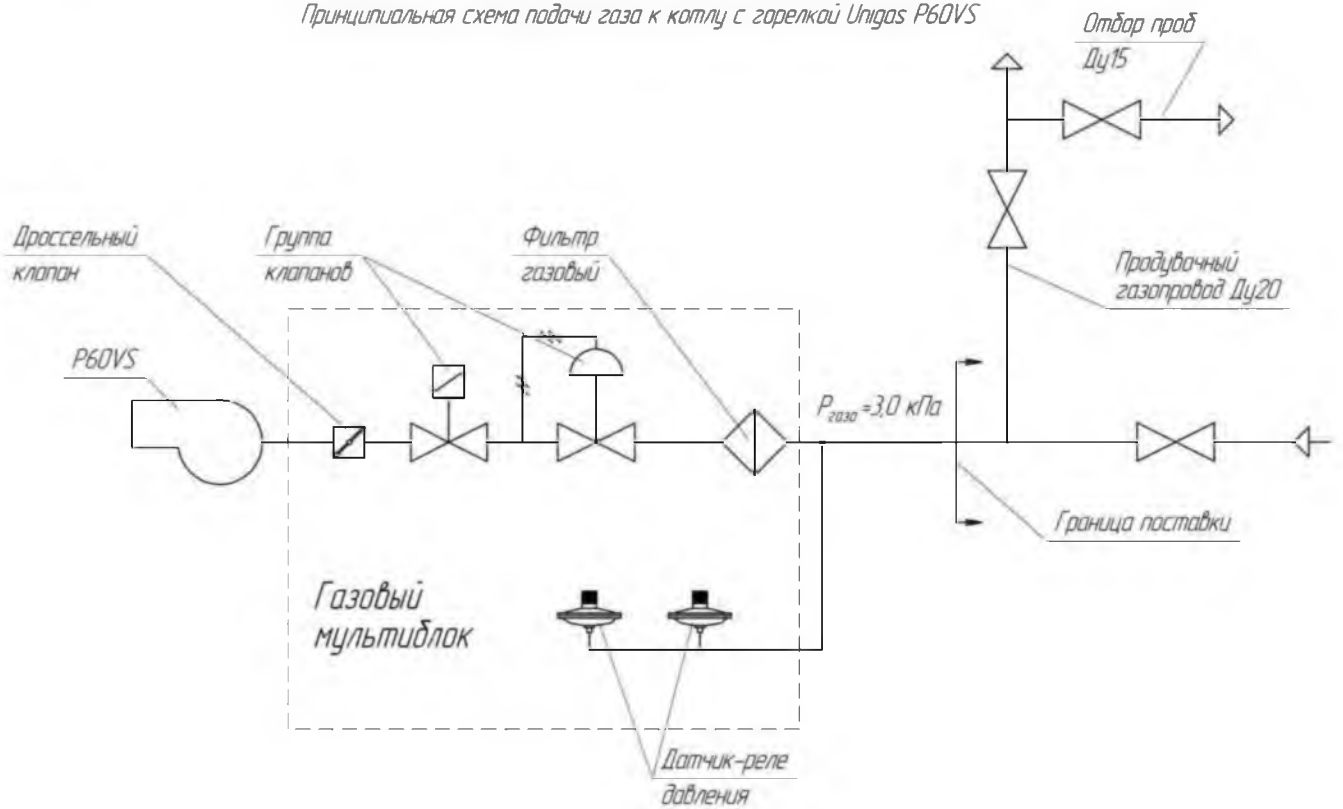 Принципиальная схема подачи газа к котлу с горелкой Unigas P60VS
Отбор проб
Ду15
Дроссельный
клапан
Группа
клапанов
Фильтр
газовый
Продувочный
газопровод Ду20
P60VS
Pгаза=3,0 кПа
Граница поставки
Газовый
мультиблок
Датчик-реле
давления